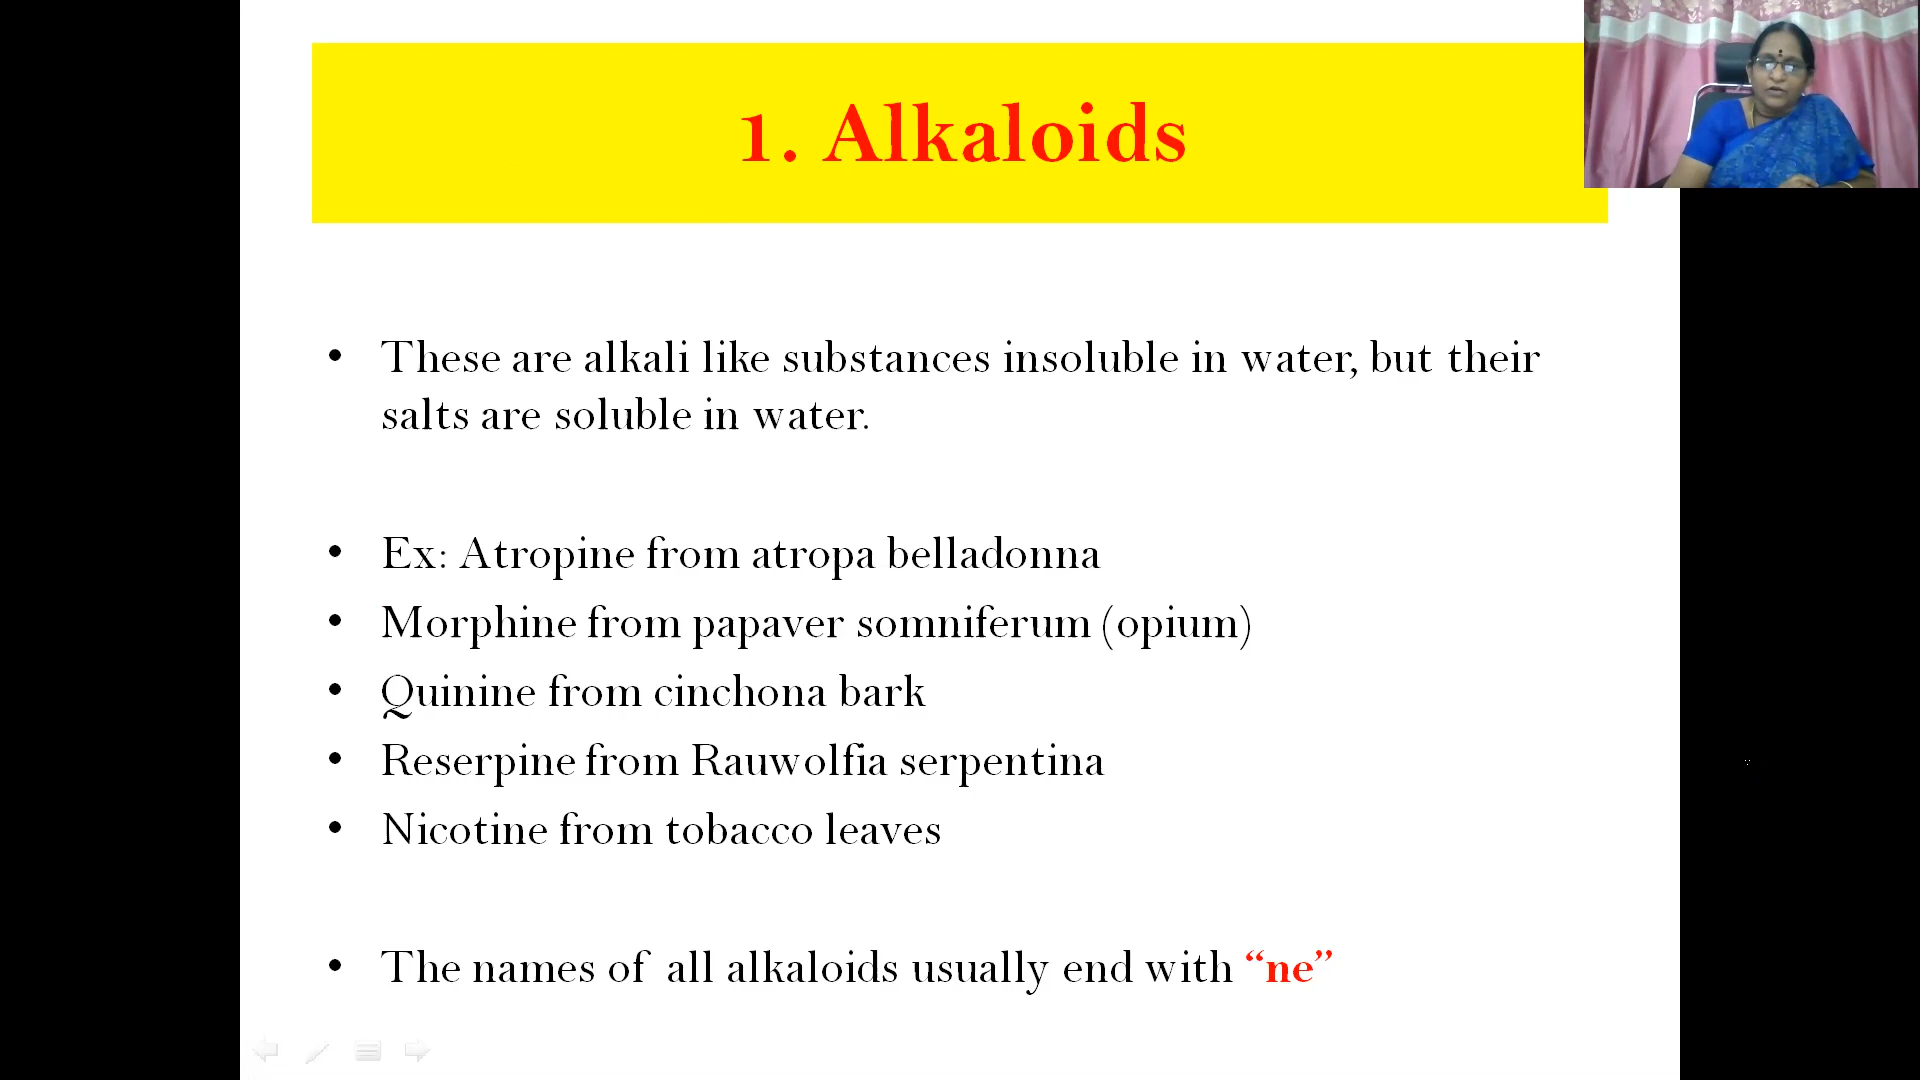 1. Alkaloids
• These are alkali like substances insoluble in water, but their
salts are soluble in water.
• Ex: Atropine from atropa belladonna
• Morphine from papaver somniferum (opium)
• Quinine from cinchona bark
• Reserpine from Rauwolfia serpentina
• Nicotine from tobacco leaves
• The names of all alkaloids usually end with “ne”